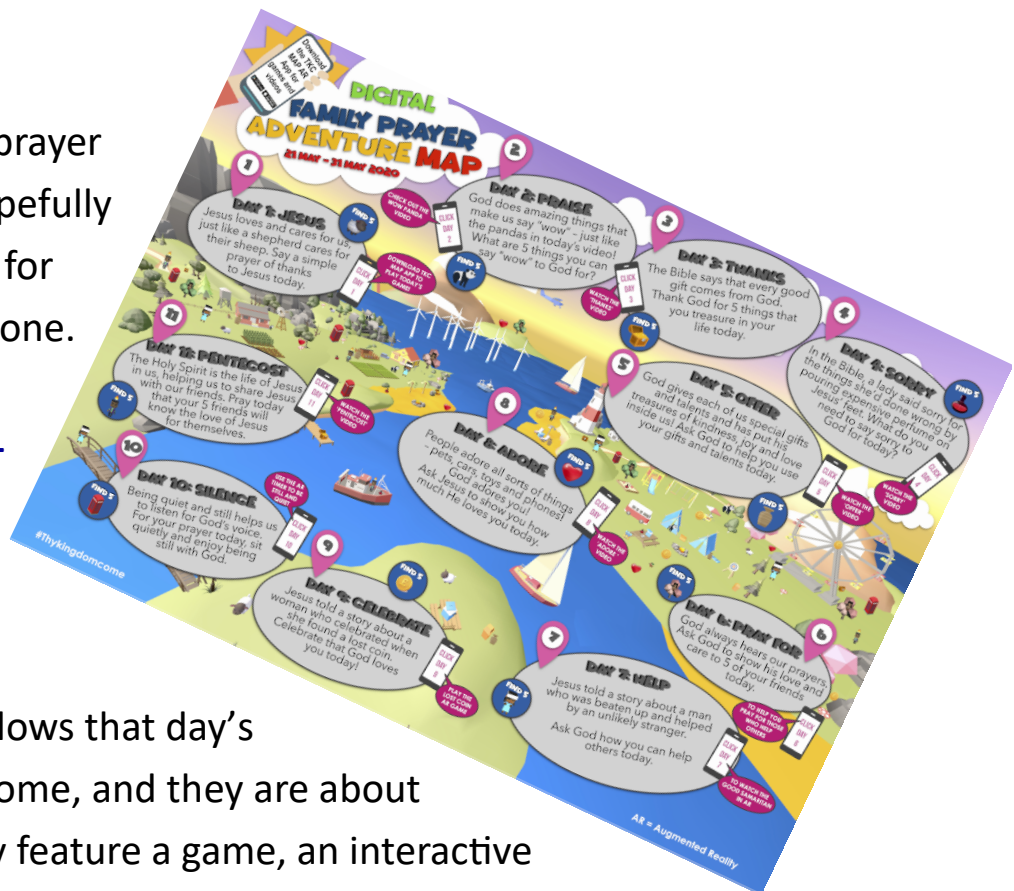 prayer
pefully
for
one.
lows that day's
ome, and they are about
feature a game, an interactive
Download
the TKC
MAP AR
App for
games and
videos
DIGITAL
FAMILY PRAYER
ADVENTURE MAP
21 MAY – 31 MAY 2020
1
DAY 1: JESUS
Jesus loves and cares for us,
just like a shepherd cares for
their sheep. Say a simple
prayer of thanks
to Jesus today.
FIND 5
CLICK
DAY
1
DOWNLOAD TKC
MAP APP TO
PLAY TODAY'S
GAME!
2
DAY 2: PRAISE
God does amazing things that
make us say "wow" – just like
the pandas in today's video!
What are 5 things you can
say "wow" to God for?
CHECK OUT THE
WOW PANDA
VIDEO
CLICK
DAY
2
FIND 5
3
DAY 3: THANKS
The Bible says that every good
gift comes from God.
Thank God for 5 things that
you treasure in your
life today.
CLICK
DAY
3
WATCH THE
'THANKS'
VIDEO
FIND 5
4
DAY 4: SORRY
In the Bible, a lady said sorry for
the things she'd done wrong by
pouring expensive perfume on
Jesus' feet. What do you
need to say sorry to
God for today?
FIND 5
CLICK
DAY
4
WATCH THE
'SORRY'
VIDEO
5
DAY 5: OFFER
God gives each of us special gifts
and talents and has put his
treasures of kindness, joy and love
inside us! Ask God to help you use
your gifts and talents today.
FIND 5
CLICK
DAY
5
WATCH THE
'OFFER'
VIDEO
6
DAY 6: PRAY FOR
God always hears our prayers.
Ask God to show his love and
care to 5 of your friends
today.
FIND 5
CLICK
DAY
6
TO HELP YOU
PRAY FOR THOSE
WHO HELP
OTHERS
7
DAY 7: HELP
Jesus told a story about a man
who was beaten up and helped
by an unlikely stranger.
Ask God how you can help
others today.
FIND 5
CLICK
DAY
7
TO WATCH THE
GOOD SAMARITAN
IN AR
8
DAY 8: ADORE
People adore all sorts of things
– pets, cars, toys and phones!
God adores you!
Ask Jesus to show you how
much He loves you today.
FIND 5
CLICK
DAY
8
WATCH THE
'ADORE'
VIDEO
9
DAY 9: CELEBRATE
Jesus told a story about a
woman who celebrated when
she found a lost coin.
Celebrate that God loves
you today!
FIND 5
CLICK
DAY
9
PLAY THE
LOST COIN
AR GAME
10
DAY 10: SILENCE
Being quiet and still helps us
to listen for God's voice.
For your prayer today, sit
quietly and enjoy being
still with God.
FIND 5
USE THE AR
TIMER TO BE
STILL AND
QUIET
CLICK
DAY
10
11
DAY 11: PENTECOST
The Holy Spirit is the life of Jesus
in us, helping us to share Jesus
with our friends. Pray today
that your 5 friends will
know the love of Jesus
for themselves.
FIND 5
CLICK
DAY
11
WATCH THE
'PENTECOST'
VIDEO
#Thykingdomcome
AR = Augmented Reality